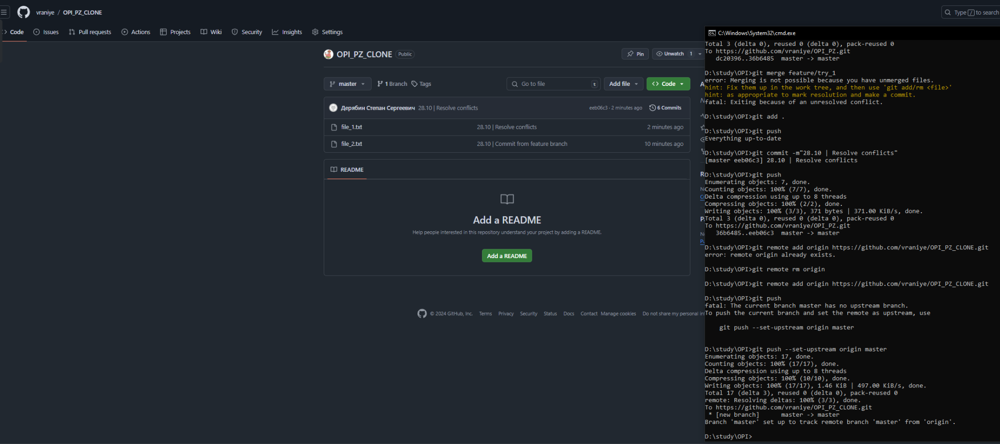 vraniye / OPI_PZ_CLONE
Type / to search
Code Issues Pull requests Actions Projects Wiki Security Insights Settings
OPI_PZ_CLONE Public
Pin Unwatch 1
master 1 Branch Tags Go to file t Add file Code
Дерябин Степан Сергеевич 28.10 | Resolve conflicts eeb06c3 · 2 minutes ago 6 Commits
file_1.txt 28.10 | Resolve conflicts 2 minutes ago
file_2.txt 28.10 | Commit from feature branch 10 minutes ago
README
Add a README
Help people interested in this repository understand your project by adding a README.
Add a README
© 2024 GitHub, Inc. Terms Privacy Security Status Docs Contact Manage cookies Do not share my personal
C:\Windows\System32\cmd.exe
Total 3 (delta 0), reused 0 (delta 0), pack-reused 0
To https://github.com/vraniye/OPI_PZ.git
dc20396..36b6485  master -> master
D:\study\OPI>git merge feature/try_1
error: Merging is not possible because you have unmerged files.
hint: Fix them up in the work tree, and then use 'git add/rm <file>'
hint: as appropriate to mark resolution and make a commit.
fatal: Exiting because of an unresolved conflict.
D:\study\OPI>git add .
D:\study\OPI>git push
Everything up-to-date
D:\study\OPI>git commit -m"28.10 | Resolve conflicts"
[master eeb06c3] 28.10 | Resolve conflicts
D:\study\OPI>git push
Enumerating objects: 7, done.
Counting objects: 100% (7/7), done.
Delta compression using up to 8 threads
Compressing objects: 100% (2/2), done.
Writing objects: 100% (3/3), 371 bytes | 371.00 KiB/s, done.
Total 3 (delta 0), reused 0 (delta 0), pack-reused 0
To https://github.com/vraniye/OPI_PZ.git
36b6485..eeb06c3  master -> master
D:\study\OPI>git remote add origin https://github.com/vraniye/OPI_PZ_CLONE.git
error: remote origin already exists.
D:\study\OPI>git remote rm origin
D:\study\OPI>git remote add origin https://github.com/vraniye/OPI_PZ_CLONE.git
D:\study\OPI>git push
fatal: The current branch master has no upstream branch.
To push the current branch and set the remote as upstream, use
git push --set-upstream origin master
D:\study\OPI>git push --set-upstream origin master
Enumerating objects: 17, done.
Counting objects: 100% (17/17), done.
Delta compression using up to 8 threads
Compressing objects: 100% (10/10), done.
Writing objects: 100% (17/17), 1.46 KiB | 497.00 KiB/s, done.
Total 17 (delta 3), reused 0 (delta 0), pack-reused 0
remote: Resolving deltas: 100% (3/3), done.
To https://github.com/vraniye/OPI_PZ_CLONE.git
* [new branch]      master -> master
Branch 'master' set up to track remote branch 'master' from 'origin'.
D:\study\OPI>